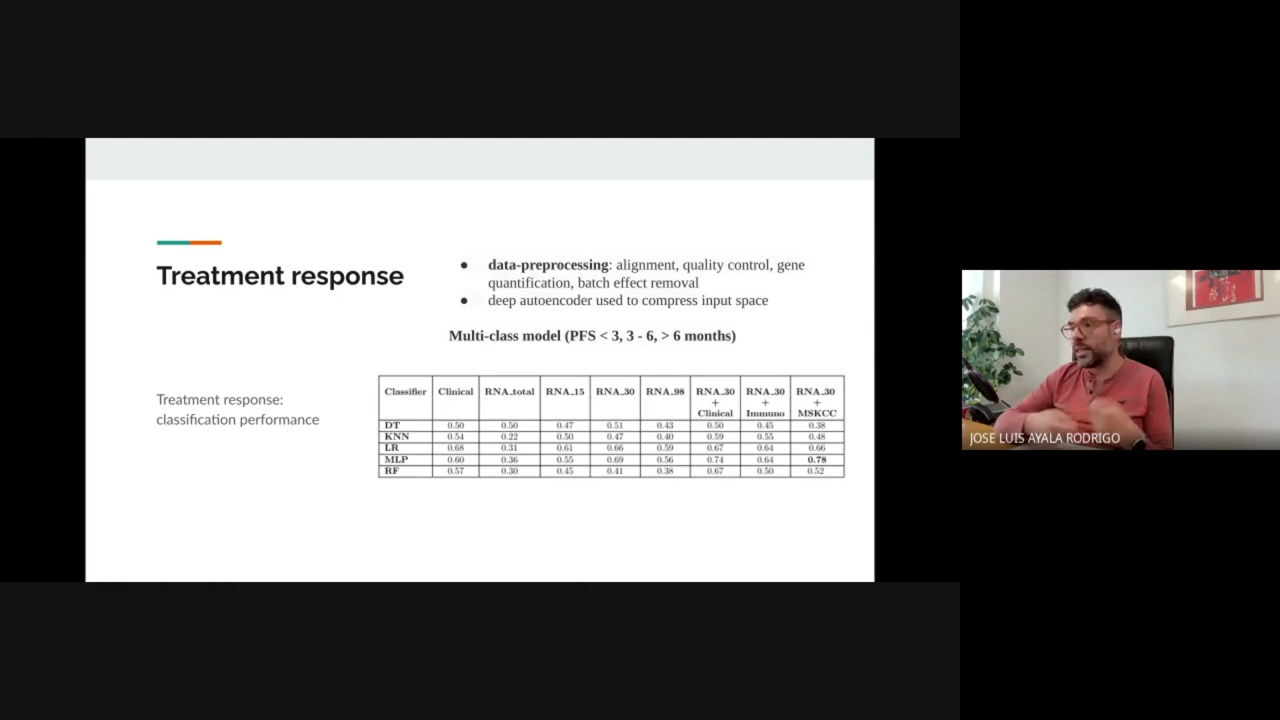 Treatment response
● data-preprocessing: alignment, quality control, gene
quantification, batch effect removal
● deep autoencoder used to compress input space
Multi-class model (PFS < 3, 3 - 6, > 6 months)
Treatment response:
classification performance
Classifier Clinical RNA_total RNA_15 RNA_30 RNA_98 RNA_30 + Clinical RNA_30 + Immuno RNA_30 + MSKCC
DT 0.50 0.50 0.47 0.51 0.43 0.50 0.45 0.38
KNN 0.54 0.22 0.50 0.47 0.40 0.59 0.55 0.48
LR 0.68 0.31 0.61 0.66 0.59 0.67 0.64 0.66
MLP 0.60 0.36 0.55 0.69 0.56 0.74 0.64 0.78
RF 0.57 0.30 0.45 0.41 0.38 0.67 0.50 0.52
JOSE LUIS AYALA RODRIGO